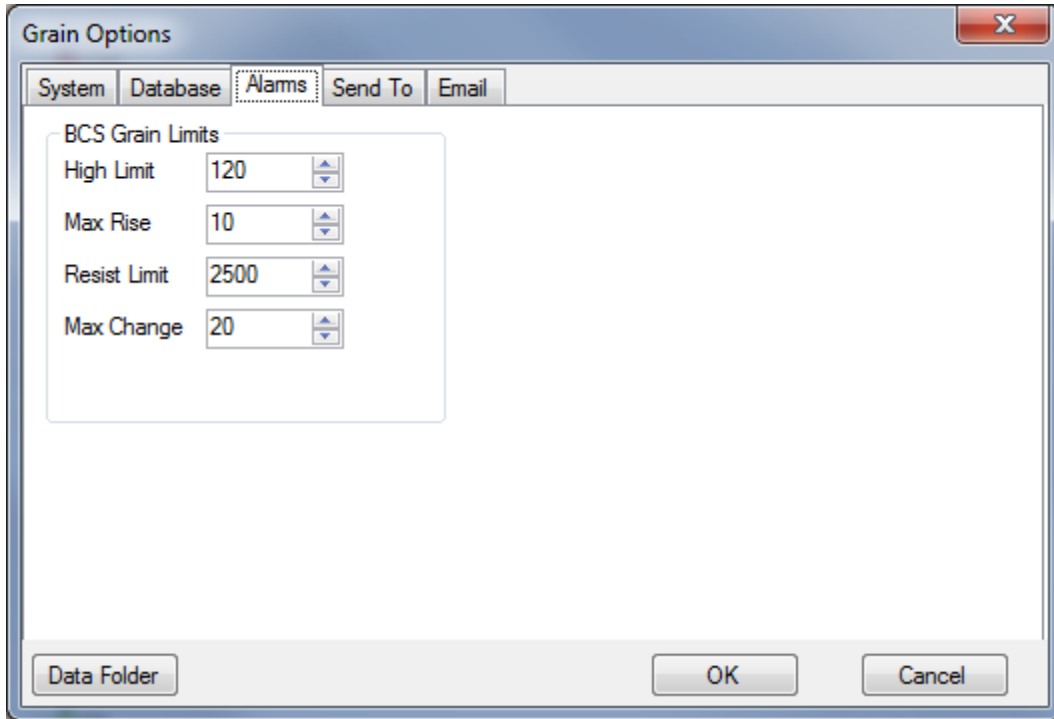 Grain Options
System Database Alarms Send To Email
BCS Grain Limits
High Limit 120
Max Rise 10
Resist Limit 2500
Max Change 20
Data Folder OK Cancel